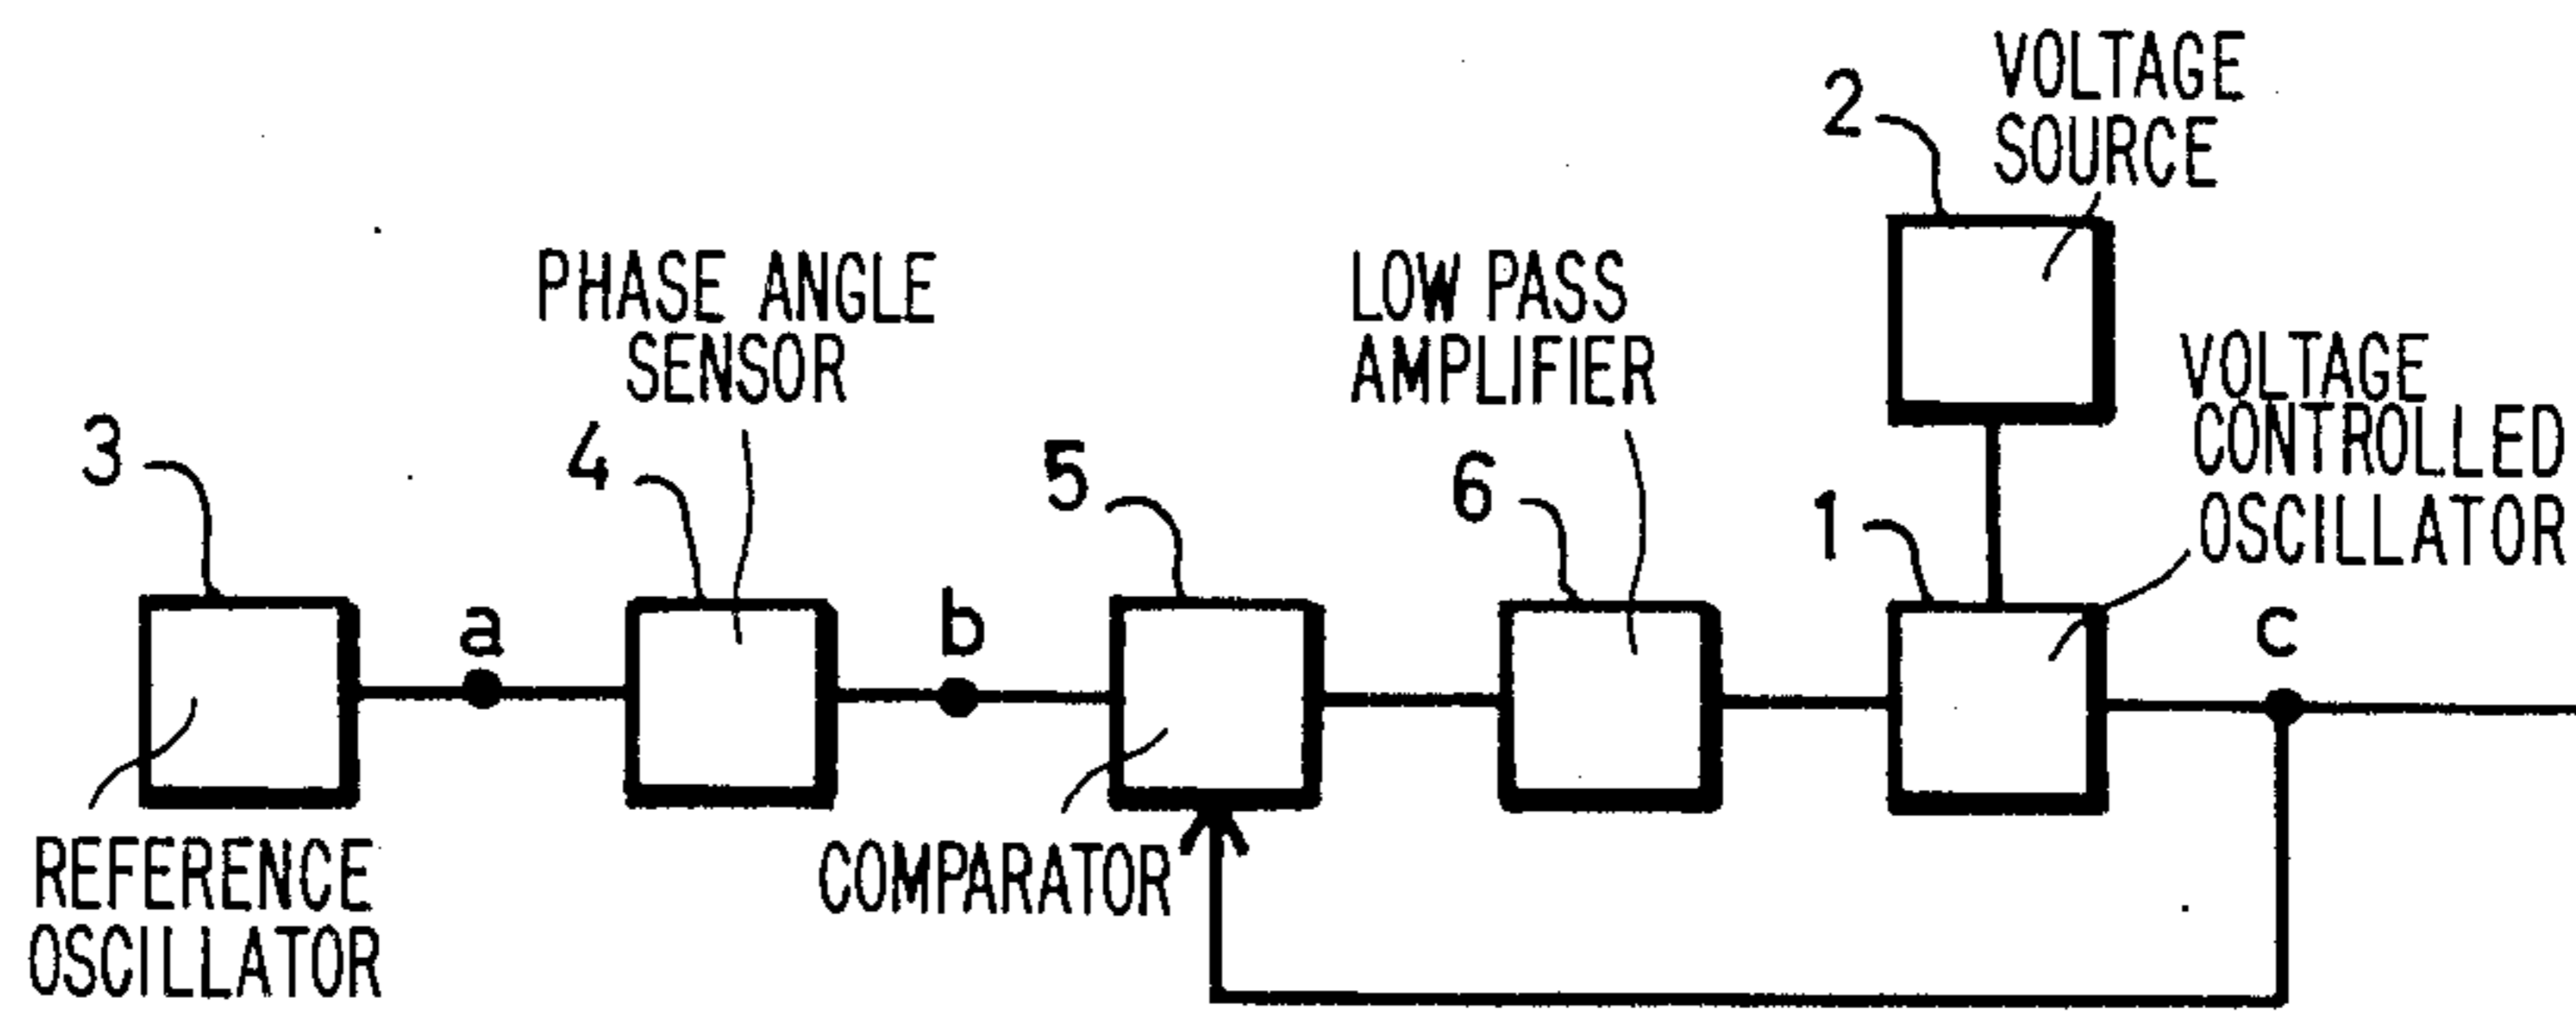 VOLTAGE
SOURCE
2
PHASE ANGLE
SENSOR
LOW PASS
AMPLIFIER
VOLTAGE
CONTROLLED
OSCILLATOR
3
4
5
6
1
a
b
c
REFERENCE
OSCILLATOR
COMPARATOR